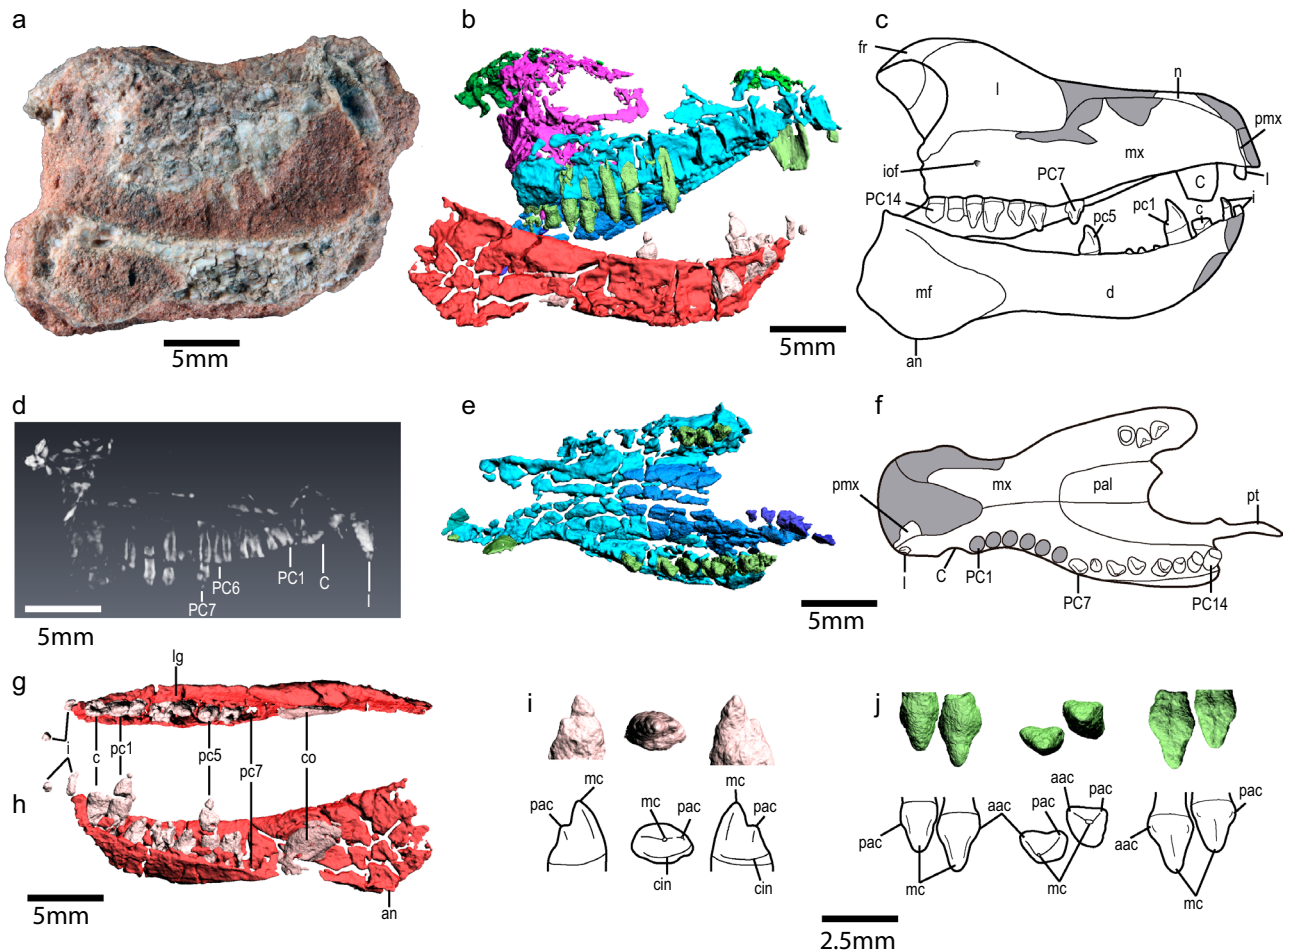 a
5mm
b
5mm
c
fr
l
n
pmx
iof
mx
PC7
C
I
PC14
pc5
pc1
c
i
mf
d
an
d
PC1
C
I
PC6
PC7
5mm
e
5mm
f
pmx
mx
pal
pt
I
C
PC1
PC7
PC14
g
lg
i
c
pc1
pc5
pc7
co
h
an
5mm
i
mc
pac
mc
pac
mc
pac
cin
cin
j
aac
pac
aac
pac
pac
aac
pac
mc
mc
mc
2.5mm